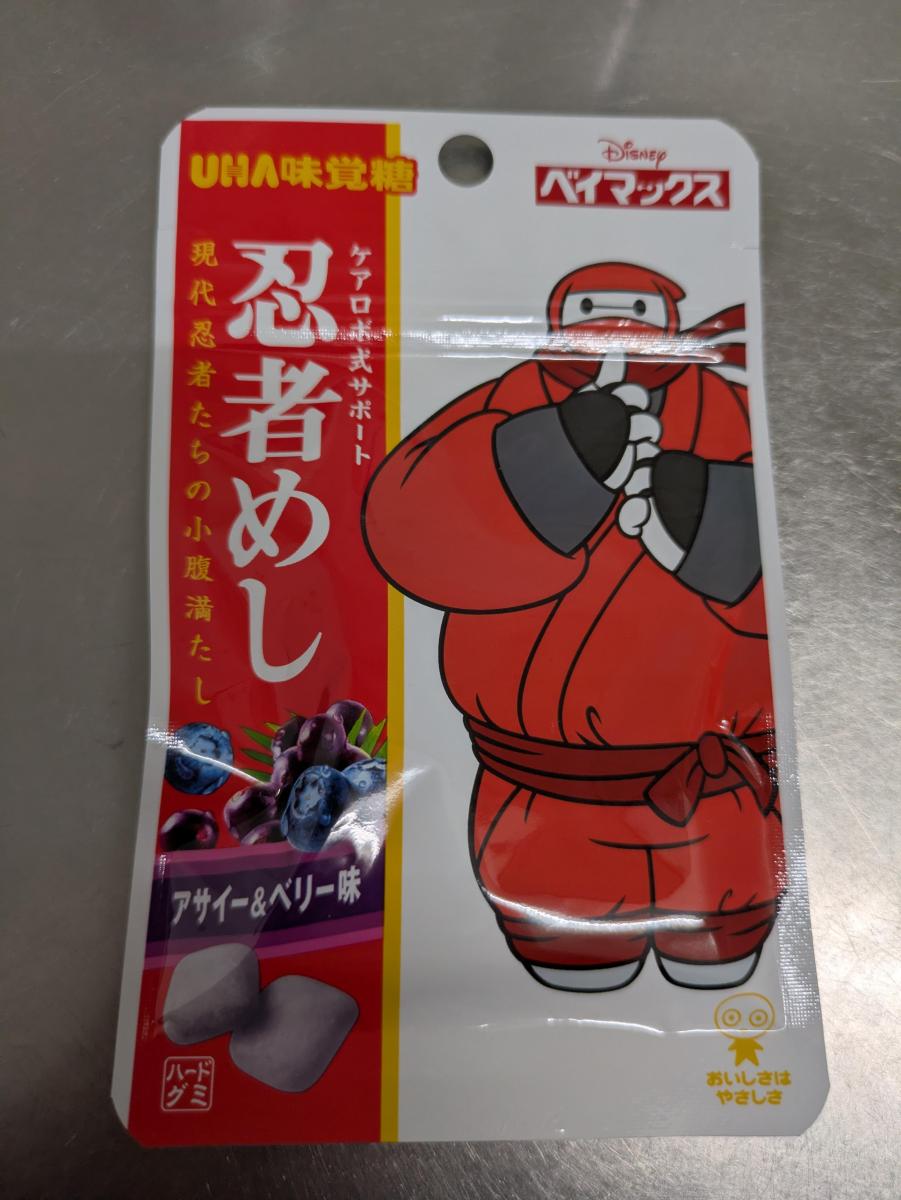 UHA味覚糖
Disney
ベイマックス
ケアロボ式サポート
忍者めし
現代忍者たちの小腹満たし
アサイー&ベリー味
ハード
グミ
おいしさは
やさしさ